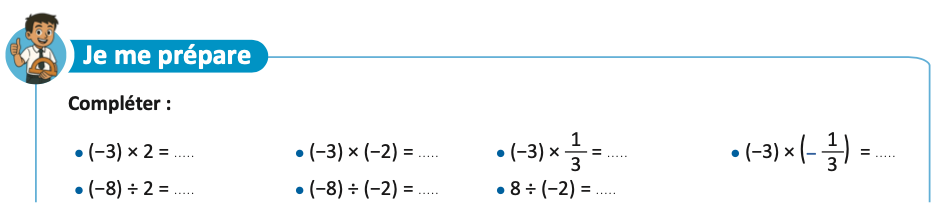 Je me prépare
Compléter :
• (−3) × 2 = ..... • (−3) × (−2) = ..... • (−3) × 1/3 = ..... • (−3) × (− 1/3) = .....
• (−8) ÷ 2 = ..... • (−8) ÷ (−2) = ..... • 8 ÷ (−2) = .....